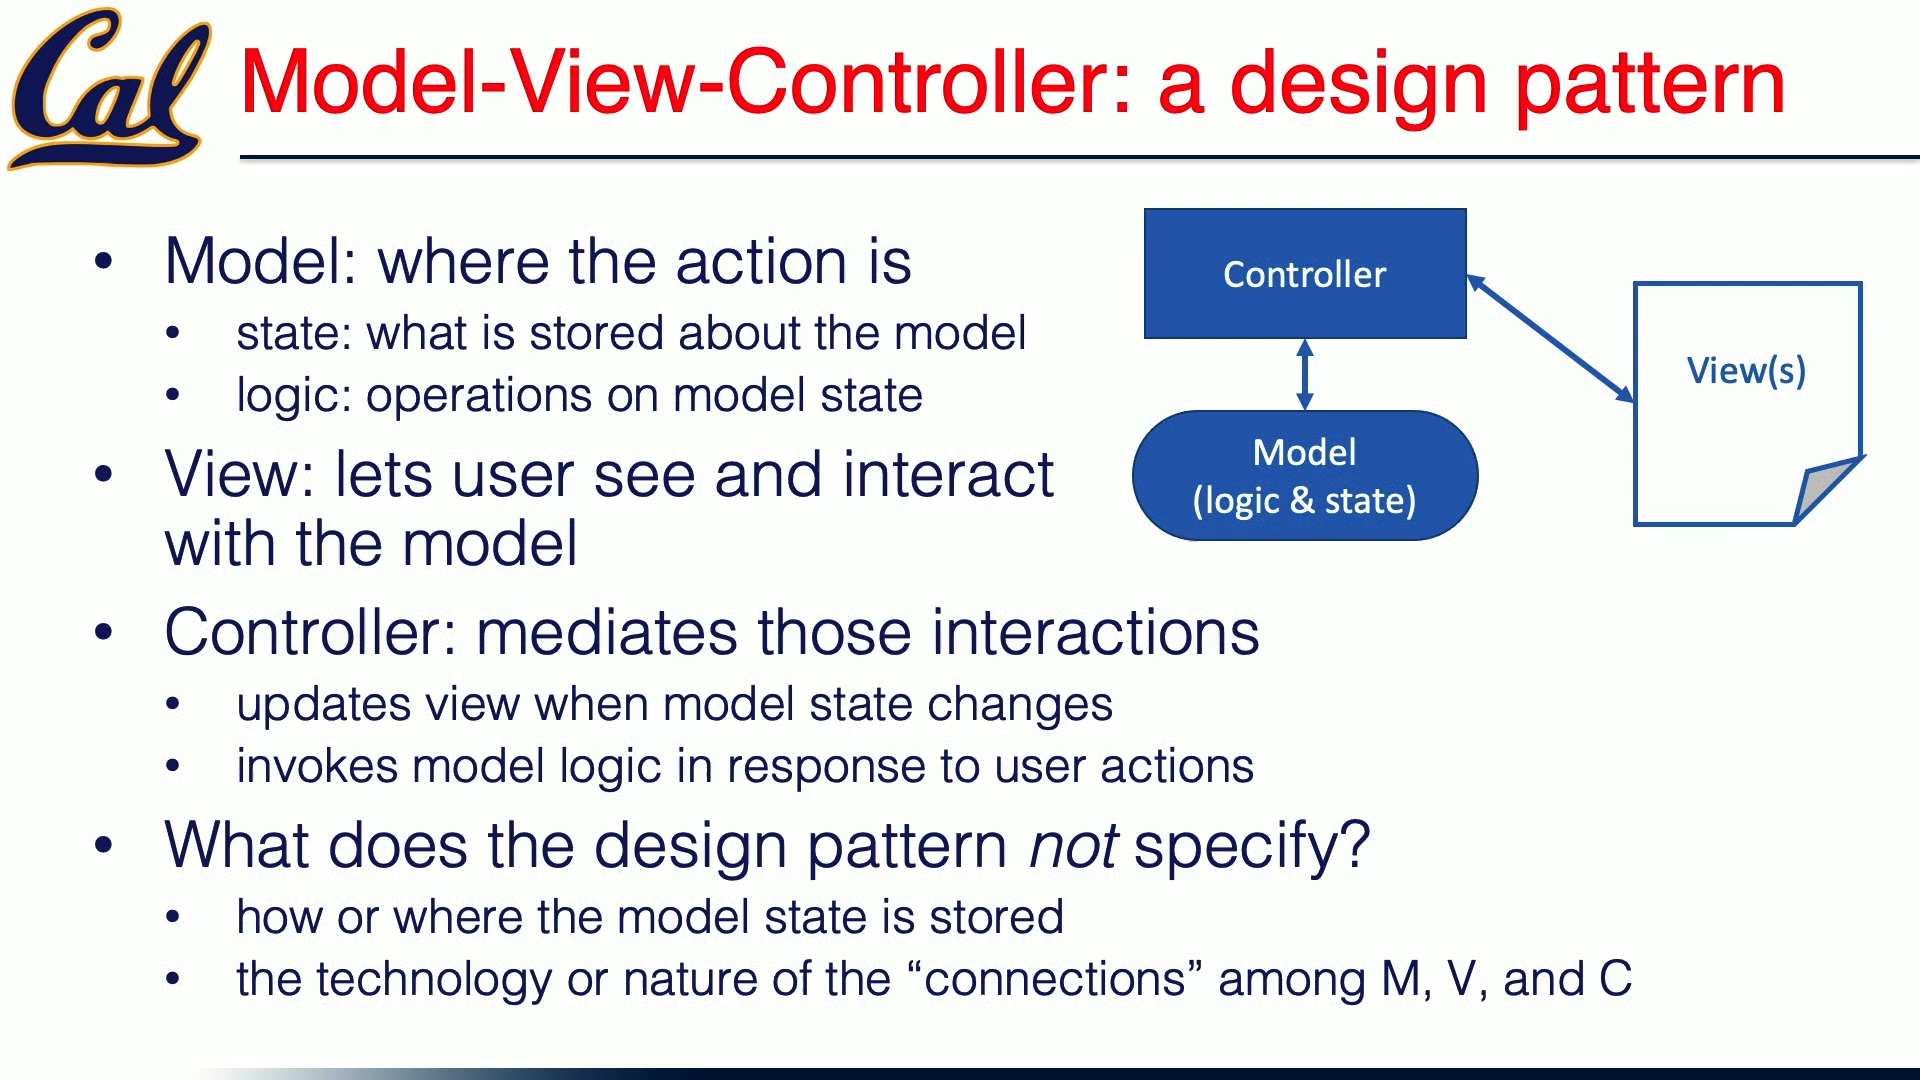 Cal
Model-View-Controller: a design pattern
• Model: where the action is
• state: what is stored about the model
• logic: operations on model state
• View: lets user see and interact
with the model
• Controller: mediates those interactions
• updates view when model state changes
• invokes model logic in response to user actions
• What does the design pattern not specify?
• how or where the model state is stored
• the technology or nature of the “connections” among M, V, and C
Controller
Model
(logic & state)
View(s)